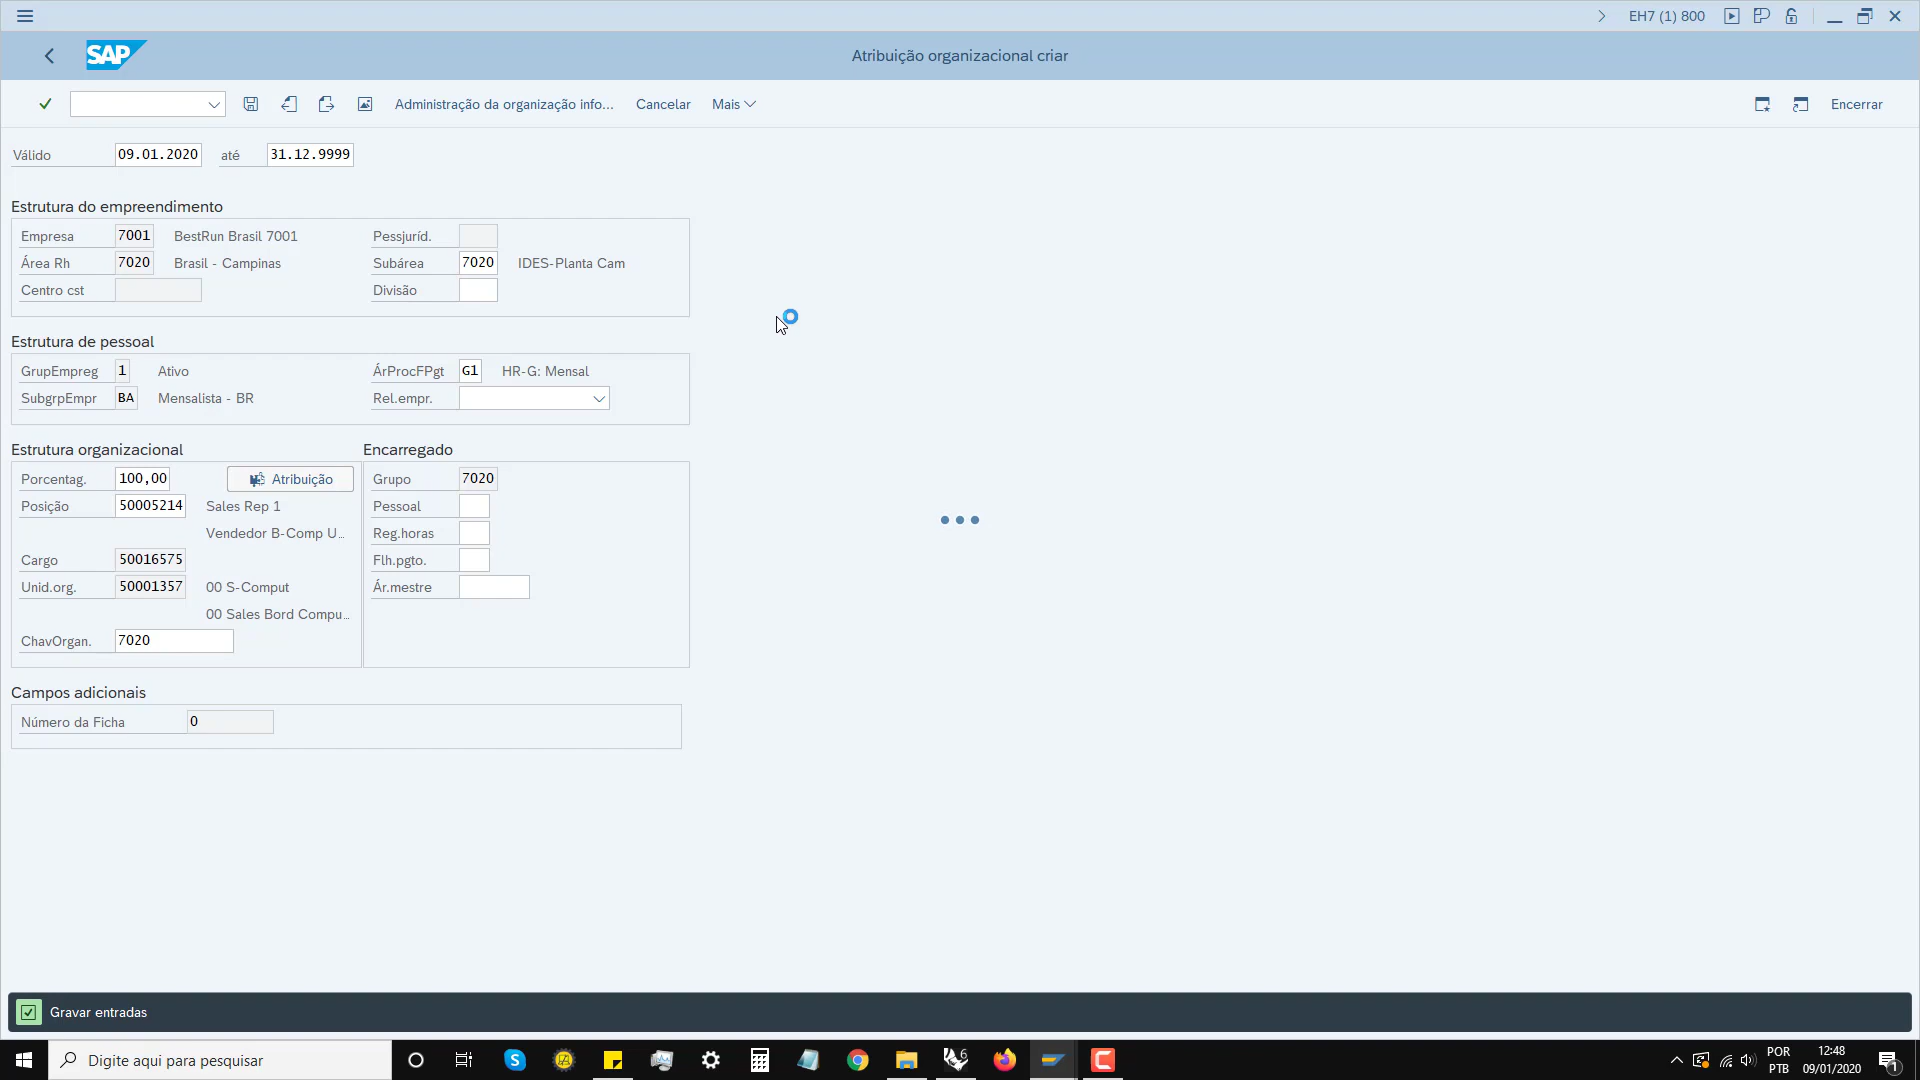 EH7 (1) 800
SAP
Atribuição organizacional criar
Administração da organização info...
Cancelar
Mais
Encerrar
Válido 09.01.2020 até 31.12.9999
Estrutura do empreendimento
Empresa 7001 BestRun Brasil 7001 Pessjuríd.
Área Rh 7020 Brasil - Campinas Subárea 7020 IDES-Planta Cam
Centro cst Divisão
Estrutura de pessoal
GrupEmpreg 1 Ativo ÁrProcFPgt G1 HR-G: Mensal
SubgrpEmpr BA Mensalista - BR Rel.empr.
Estrutura organizacional Encarregado
Porcentag. 100,00 Atribuição Grupo 7020
Posição 50005214 Sales Rep 1 Pessoal
Vendedor B-Comp U... Reg.horas
Cargo 50016575 Flh.pgto.
Unid.org. 50001357 00 S-Comput Ár.mestre
00 Sales Bord Compu...
ChavOrgan. 7020
Campos adicionais
Número da Ficha 0
Gravar entradas
Digite aqui para pesquisar
POR 12:48
PTB 09/01/2020
1